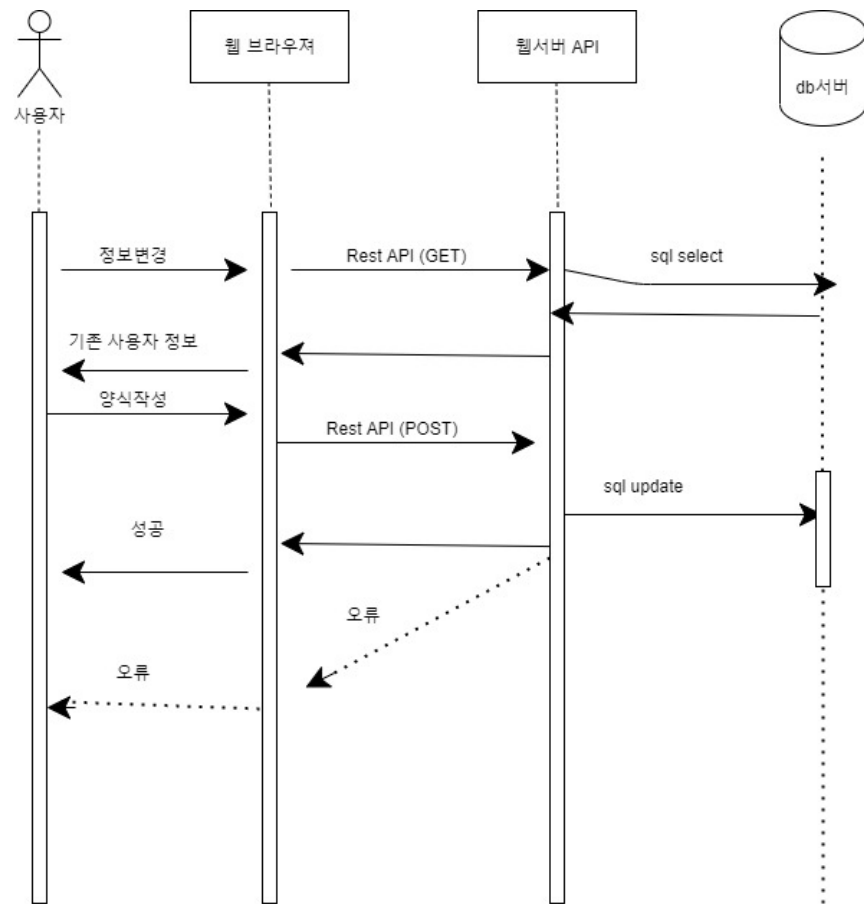 웹 브라우져
웹서버 API
db서버
사용자
정보변경
Rest API (GET)
sql select
기존 사용자 정보
양식작성
Rest API (POST)
sql update
성공
오류
오류